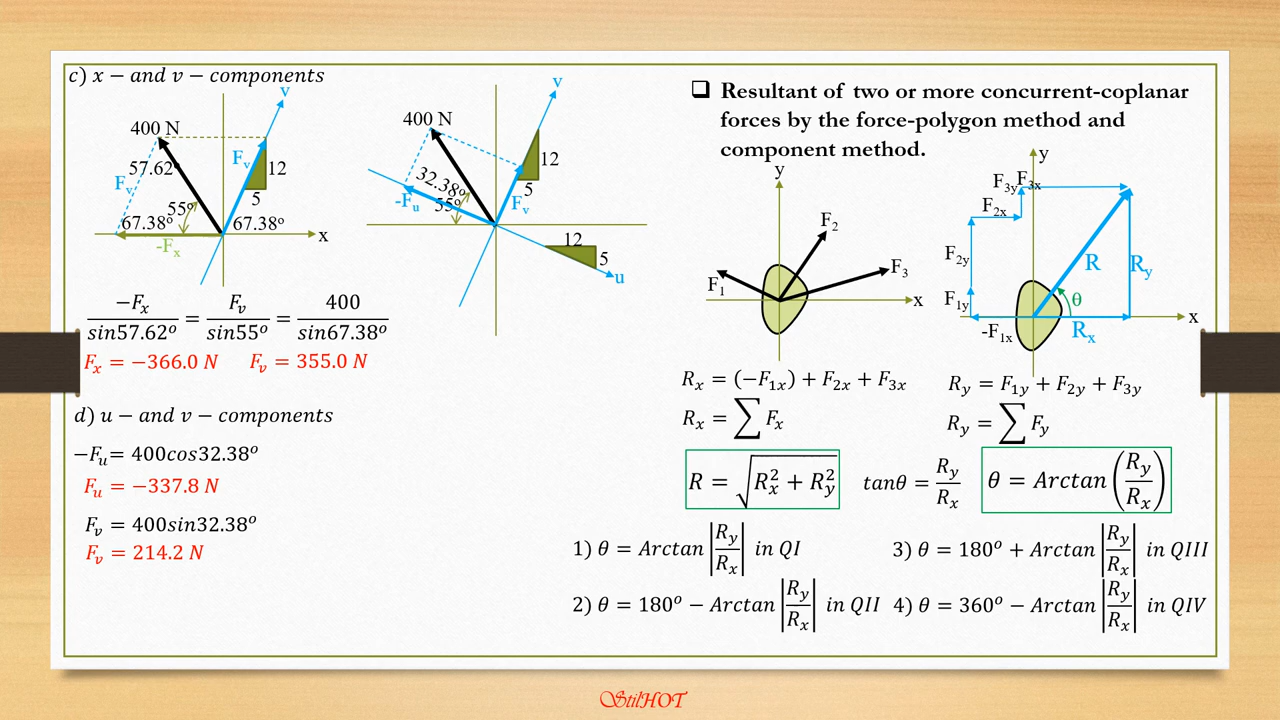 c) x − and v − components
v
400 N
57.62°
F_v
F_v
12
5
55°
67.38°
67.38°
x
-F_x
v
400 N
12
5
32.38°
55°
-F_u
F_v
12
5
u
−F_x / sin57.62° = F_v / sin55° = 400 / sin67.38°
F_x = −366.0 N F_v = 355.0 N
d) u − and v − components
−F_u = 400cos32.38°
F_u = −337.8 N
F_v = 400sin32.38°
F_v = 214.2 N
❑ Resultant of two or more concurrent-coplanar
forces by the force-polygon method and
component method.
y
F_2
F_3
F_1
x
y
F_3y F_3x
F_2x
F_2y
R
R_y
F_1y
θ
x
-F_1x
R_x
R_x = (−F_1x) + F_2x + F_3x R_y = F_1y + F_2y + F_3y
R_x = ∑ F_x R_y = ∑ F_y
R = √(R_x² + R_y²) tanθ = R_y / R_x θ = Arctan (R_y / R_x)
1) θ = Arctan |R_y / R_x| in QI 3) θ = 180° + Arctan |R_y / R_x| in QIII
2) θ = 180° − Arctan |R_y / R_x| in QII 4) θ = 360° − Arctan |R_y / R_x| in QIV
StilHOT